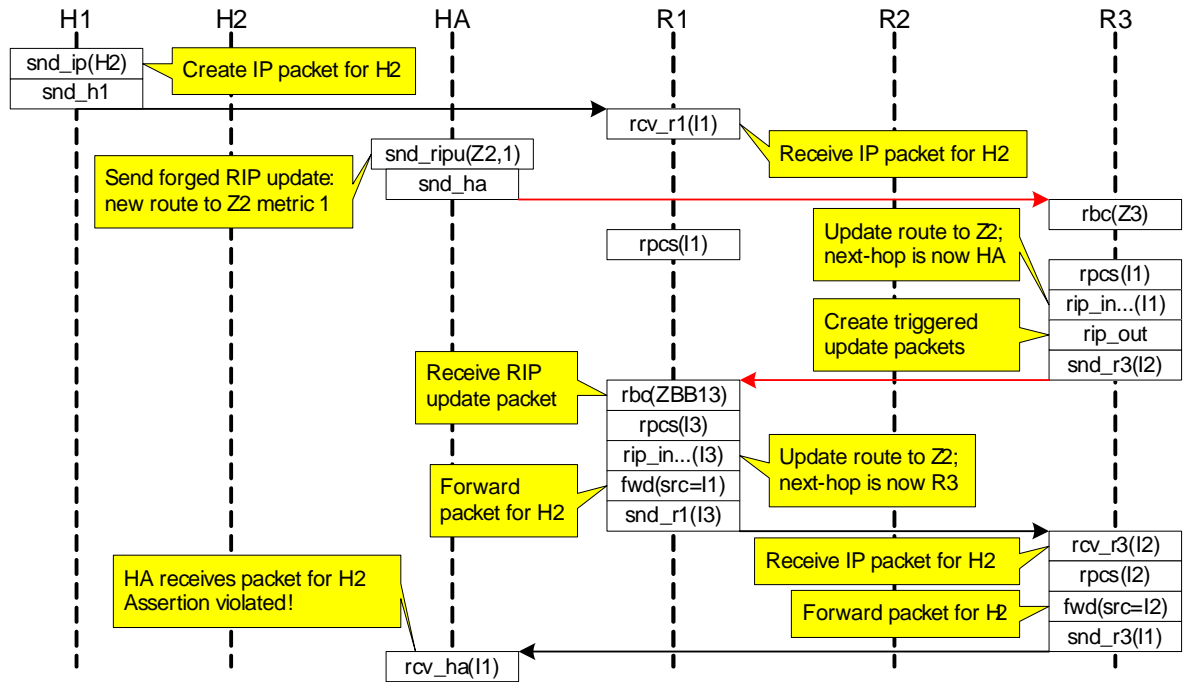 H1 H2 HA R1 R2 R3
snd_ip(H2)
snd_h1
Create IP packet for H2
rcv_r1(I1)
Receive IP packet for H2
snd_ripu(Z2,1)
snd_ha
Send forged RIP update:
new route to Z2 metric 1
rbc(Z3)
rpcs(I1)
Update route to Z2;
next-hop is now HA
rpcs(I1)
rip_in...(I1)
rip_out
snd_r3(I2)
Create triggered
update packets
Receive RIP
update packet
rbc(ZBB13)
rpcs(I3)
rip_in...(I3)
fwd(src=I1)
snd_r1(I3)
Update route to Z2;
next-hop is now R3
Forward
packet for H2
rcv_r3(I2)
rpcs(I2)
fwd(src=I2)
snd_r3(I1)
Receive IP packet for H2
Forward packet for H2
HA receives packet for H2
Assertion violated!
rcv_ha(I1)